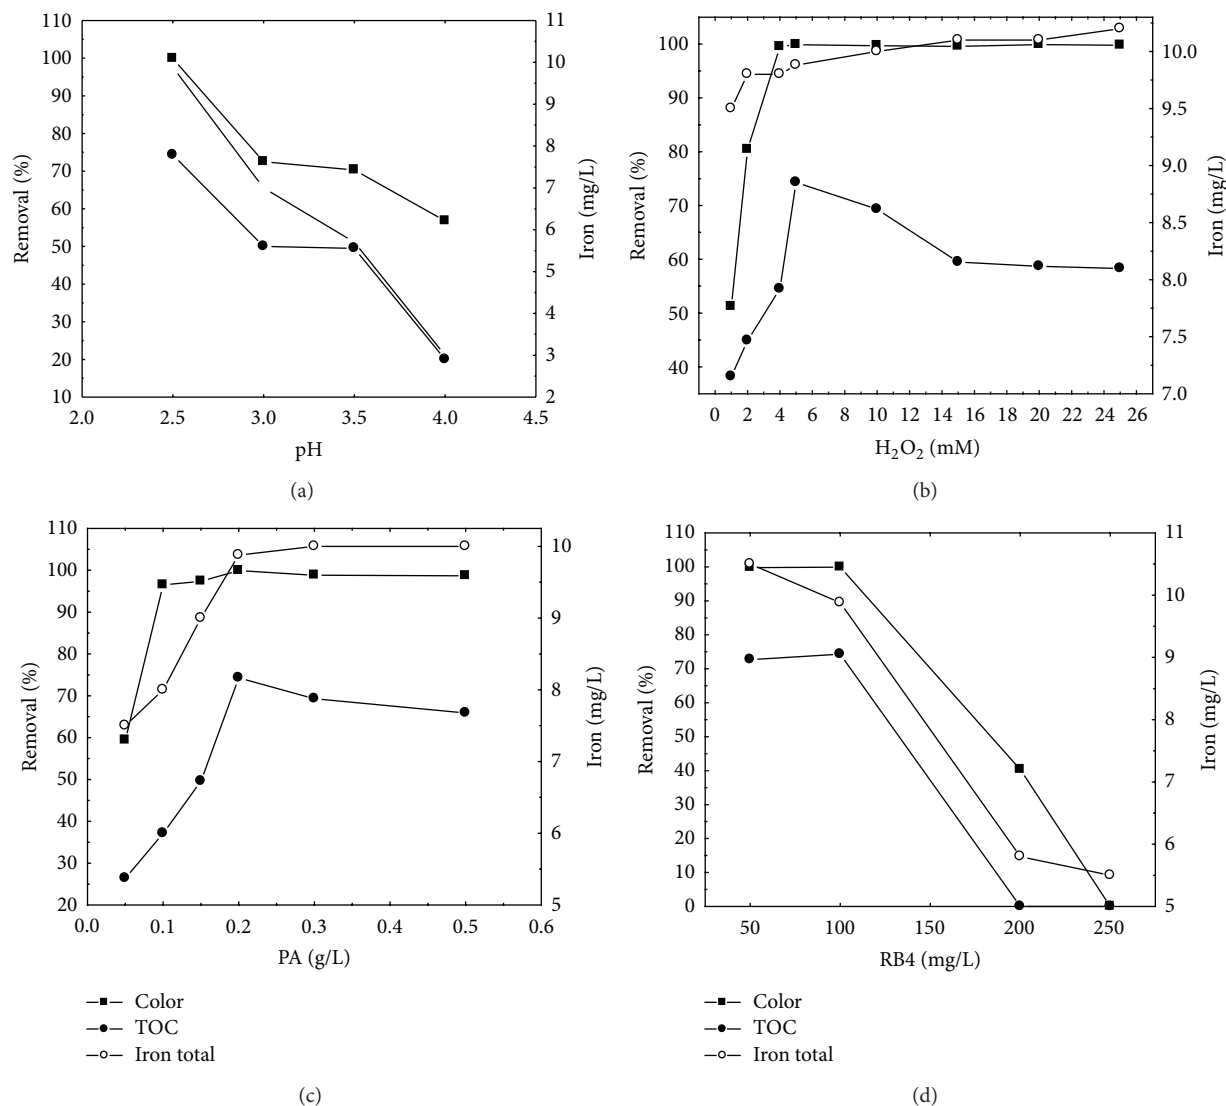 110
100
90
80
70
60
50
40
30
20
10
Removal (%)
11
10
9
8
7
6
5
4
3
2
Iron (mg/L)
2.0 2.5 3.0 3.5 4.0 4.5
pH
(a)
100
90
80
70
60
50
40
Removal (%)
10.0
9.5
9.0
8.5
8.0
7.5
7.0
Iron (mg/L)
0 2 4 6 8 10 12 14 16 18 20 22 24 26
H₂O₂ (mM)
(b)
110
100
90
80
70
60
50
40
30
20
Removal (%)
10
9
8
7
6
5
Iron (mg/L)
0.0 0.1 0.2 0.3 0.4 0.5 0.6
PA (g/L)
Color
TOC
Iron total
(c)
110
100
90
80
70
60
50
40
30
20
10
0
Removal (%)
11
10
9
8
7
6
5
Iron (mg/L)
50 100 150 200 250
RB4 (mg/L)
Color
TOC
Iron total
(d)